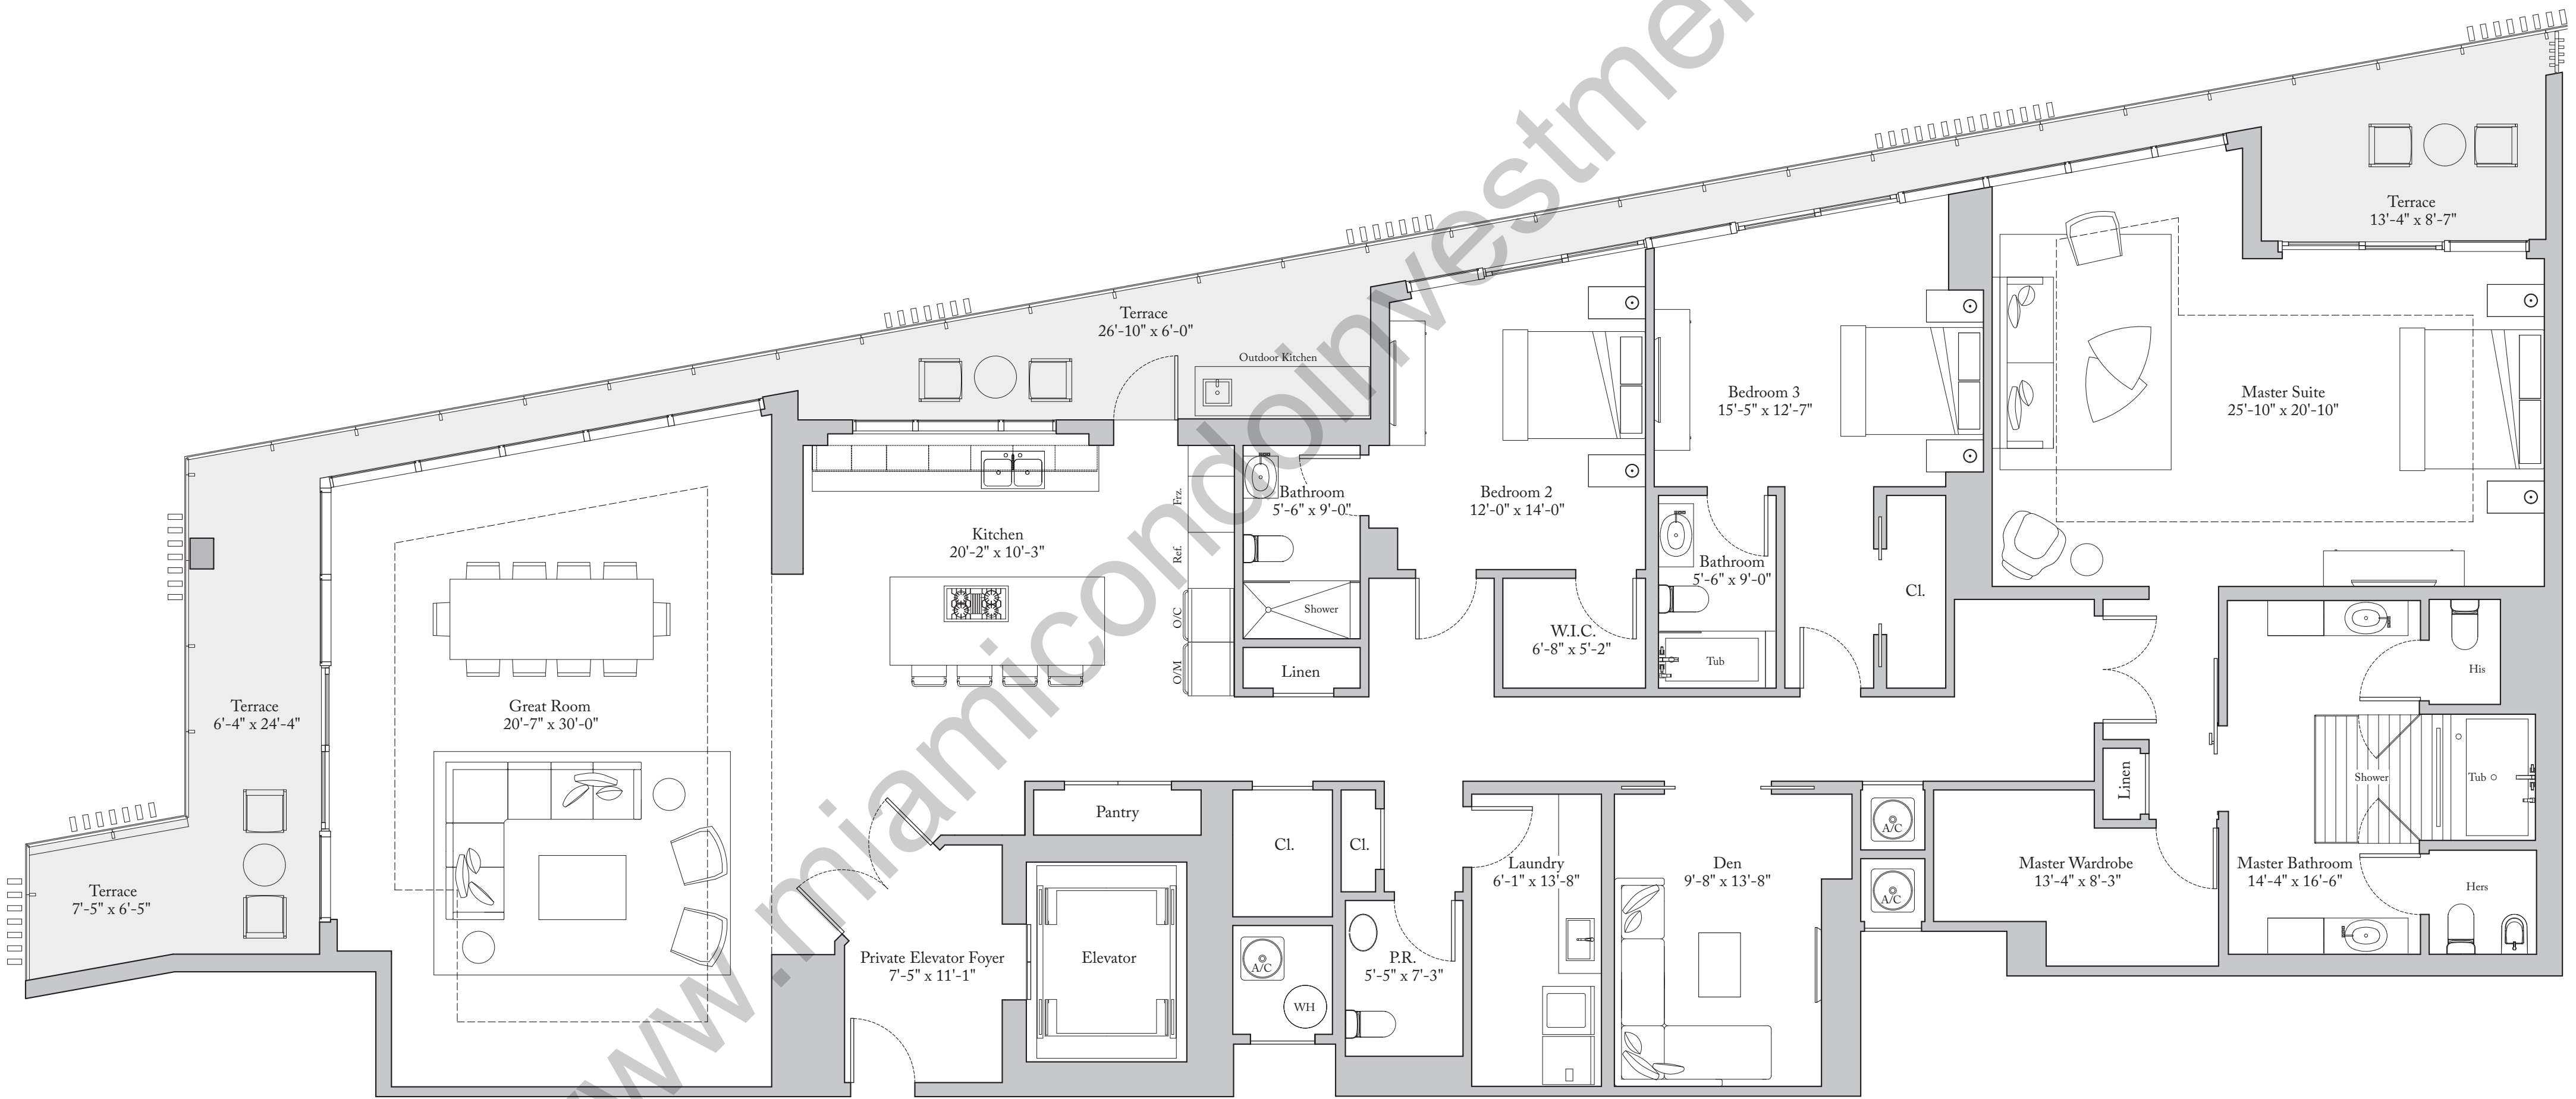 Terrace
13'-4" x 8'-7"
Terrace
26'-10" x 6'-0"
Outdoor Kitchen
Bedroom 3
15'-5" x 12'-7"
Master Suite
25'-10" x 20'-10"
Bedroom 2
12'-0" x 14'-0"
Bathroom
5'-6" x 9'-0"
Kitchen
20'-2" x 10'-3"
Frz.
Ref.
O/C
O/M
Bathroom
5'-6" x 9'-0"
Cl.
Shower
W.I.C.
6'-8" x 5'-2"
Tub
Linen
His
Terrace
6'-4" x 24'-4"
Great Room
20'-7" x 30'-0"
Shower
Tub
Linen
Pantry
Cl.
Cl.
A/C
A/C
Laundry
6'-1" x 13'-8"
Den
9'-8" x 13'-8"
Master Wardrobe
13'-4" x 8'-3"
Master Bathroom
14'-4" x 16'-6"
Hers
Terrace
7'-5" x 6'-5"
Private Elevator Foyer
7'-5" x 11'-1"
Elevator
A/C
WH
P.R.
5'-5" x 7'-3"
www.miamicondoinvestme